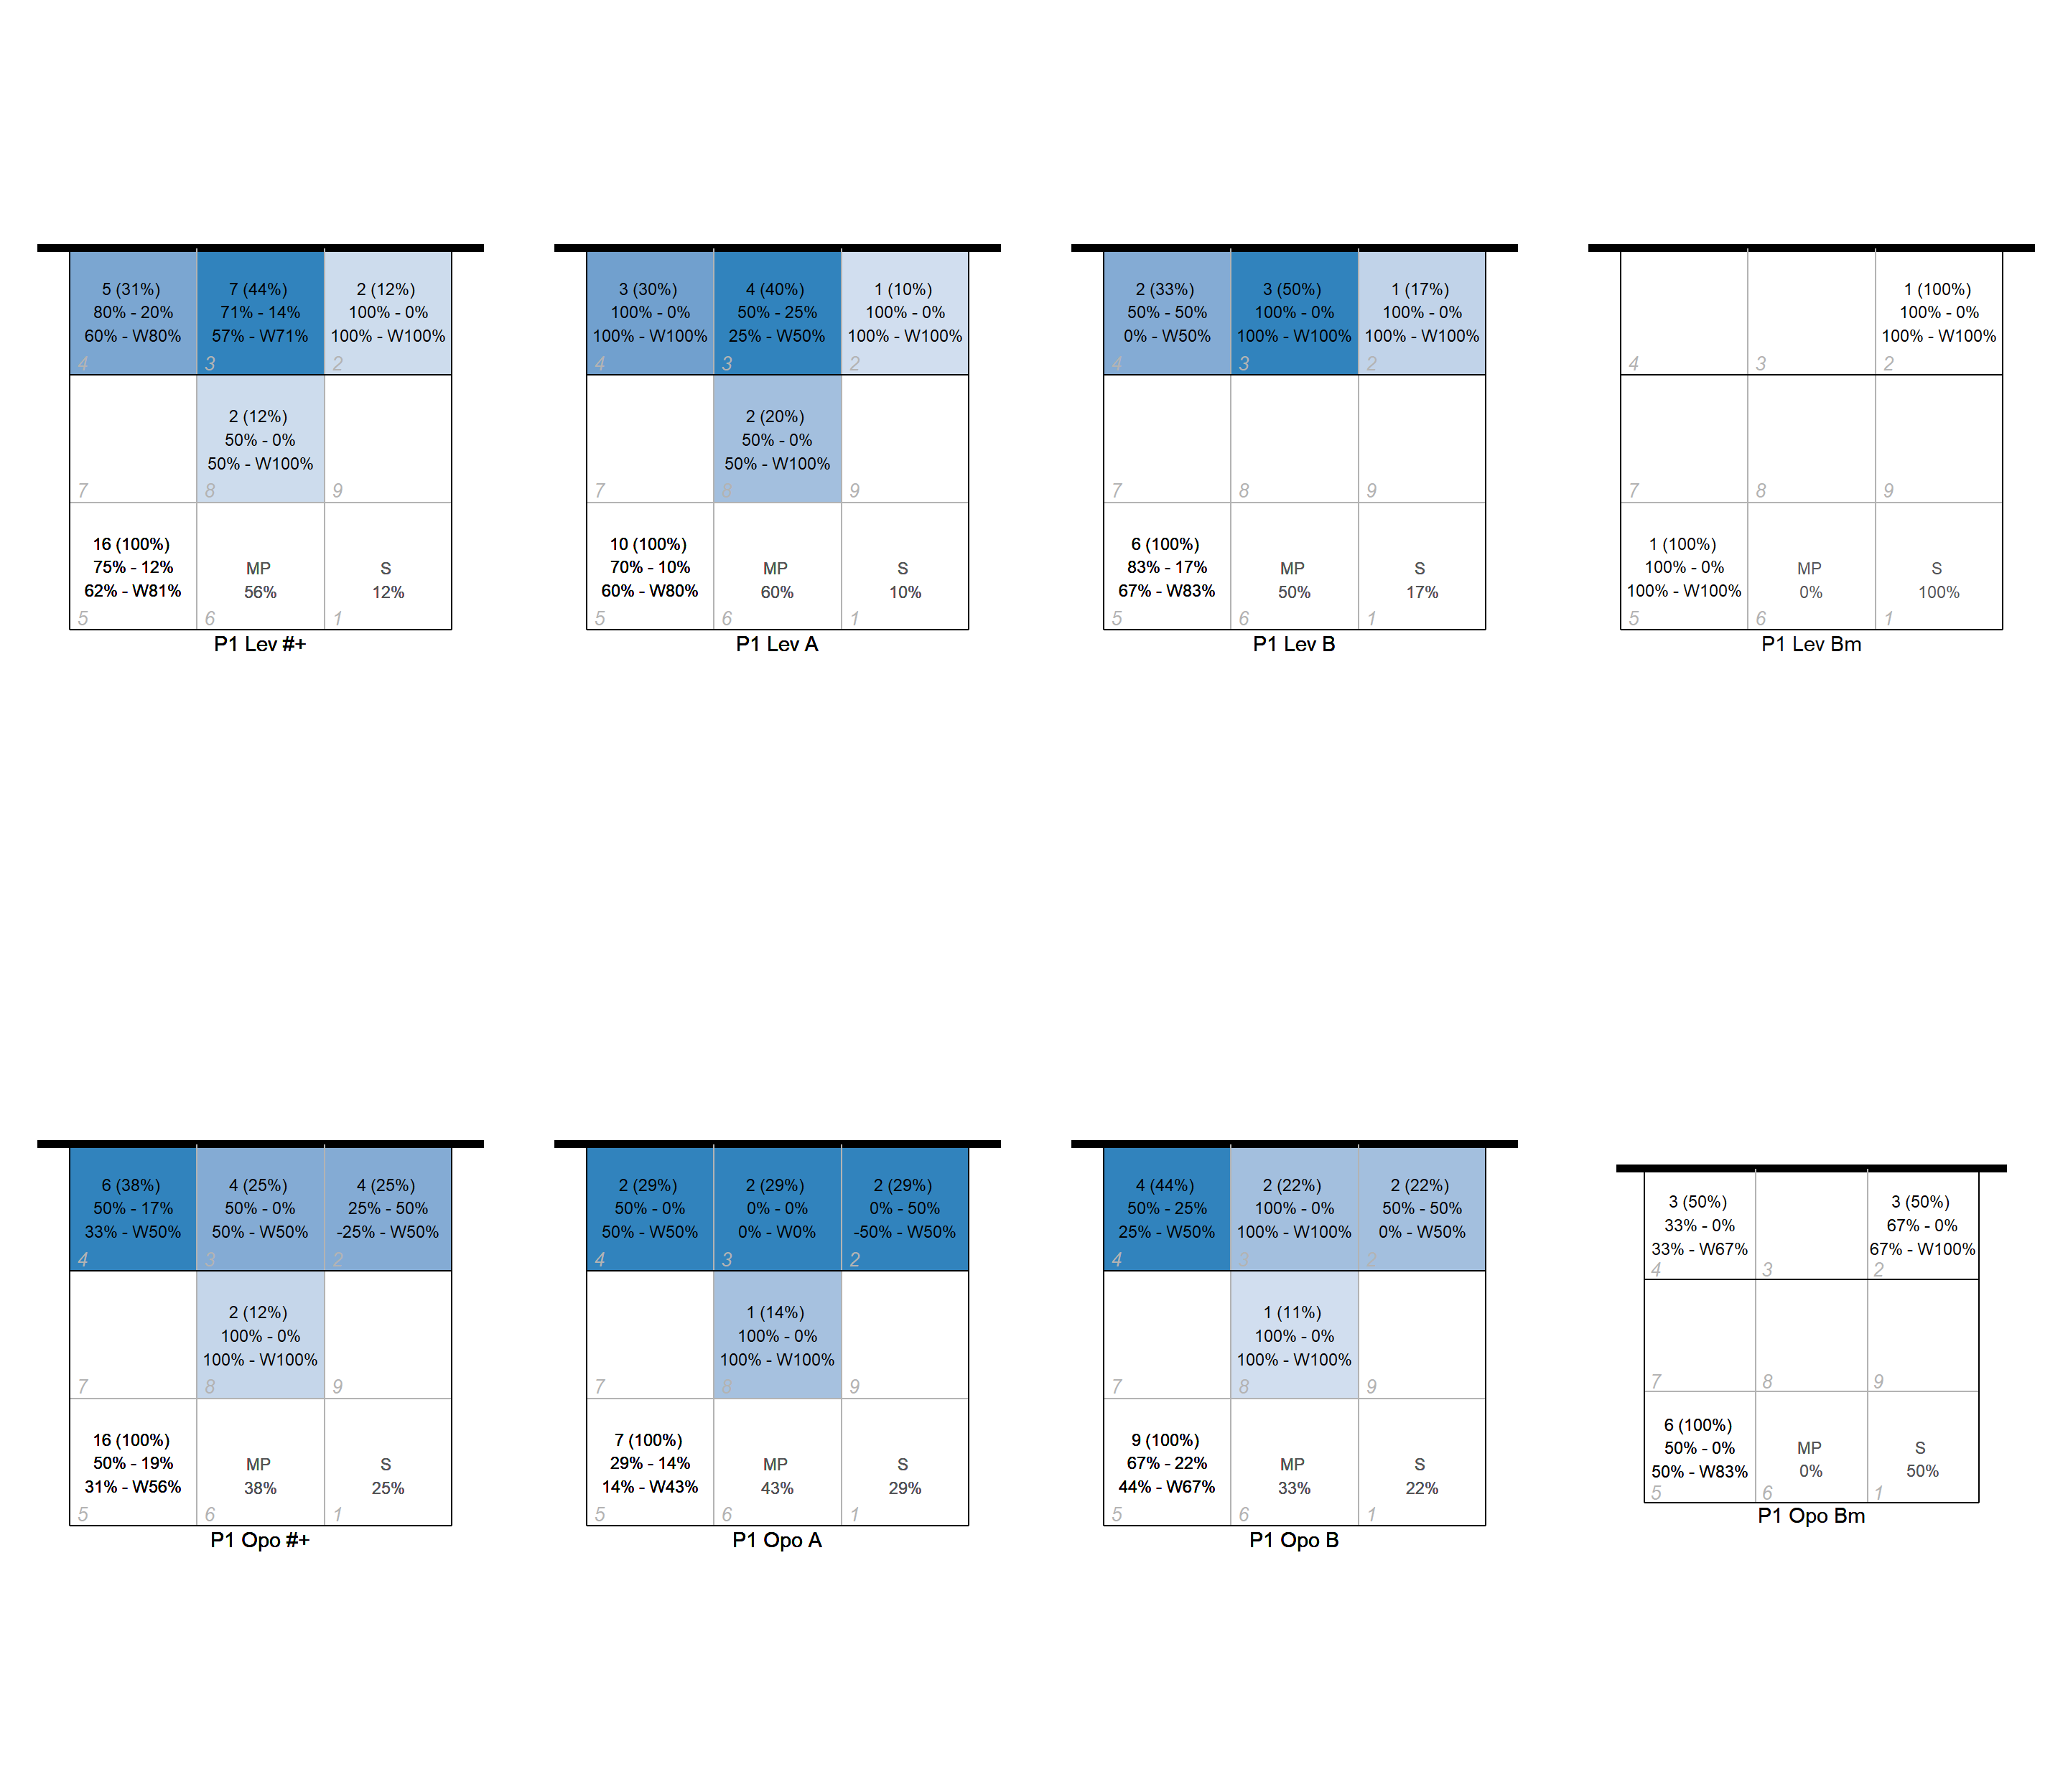 5 (31%)
80% - 20%
60% - W80%
4
7 (44%)
71% - 14%
57% - W71%
3
2 (12%)
100% - 0%
100% - W100%
2
7
2 (12%)
50% - 0%
50% - W100%
8
9
16 (100%)
75% - 12%
62% - W81%
5
MP
56%
6
S
12%
1
P1 Lev #+
3 (30%)
100% - 0%
100% - W100%
4
4 (40%)
50% - 25%
25% - W50%
3
1 (10%)
100% - 0%
100% - W100%
2
7
2 (20%)
50% - 0%
50% - W100%
8
9
10 (100%)
70% - 10%
60% - W80%
5
MP
60%
6
S
10%
1
P1 Lev A
2 (33%)
50% - 50%
0% - W50%
4
3 (50%)
100% - 0%
100% - W100%
3
1 (17%)
100% - 0%
100% - W100%
2
7
8
9
6 (100%)
83% - 17%
67% - W83%
5
MP
50%
6
S
17%
1
P1 Lev B
4
3
1 (100%)
100% - 0%
100% - W100%
2
7
8
9
1 (100%)
100% - 0%
100% - W100%
5
MP
0%
6
S
100%
1
P1 Lev Bm
6 (38%)
50% - 17%
33% - W50%
4
4 (25%)
50% - 0%
50% - W50%
3
4 (25%)
25% - 50%
-25% - W50%
2
7
2 (12%)
100% - 0%
100% - W100%
8
9
16 (100%)
50% - 19%
31% - W56%
5
MP
38%
6
S
25%
1
P1 Opo #+
2 (29%)
50% - 0%
50% - W50%
4
2 (29%)
0% - 0%
0% - W0%
3
2 (29%)
0% - 50%
-50% - W50%
2
7
1 (14%)
100% - 0%
100% - W100%
8
9
7 (100%)
29% - 14%
14% - W43%
5
MP
43%
6
S
29%
1
P1 Opo A
4 (44%)
50% - 25%
25% - W50%
4
2 (22%)
100% - 0%
100% - W100%
3
2 (22%)
50% - 50%
0% - W50%
2
7
1 (11%)
100% - 0%
100% - W100%
8
9
9 (100%)
67% - 22%
44% - W67%
5
MP
33%
6
S
22%
1
P1 Opo B
3 (50%)
33% - 0%
33% - W67%
4
3
3 (50%)
67% - 0%
67% - W100%
2
7
8
9
6 (100%)
50% - 0%
50% - W83%
5
MP
0%
6
S
50%
1
P1 Opo Bm